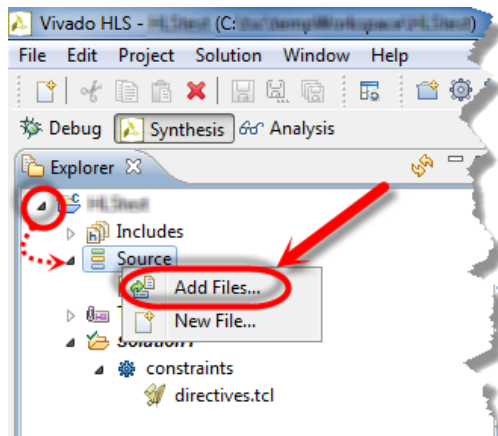 Vivado HLS - (C:
File Edit Project Solution Window Help
Debug Synthesis Analysis
Explorer
Includes
Source
Add Files...
New File...
constraints
directives.tcl